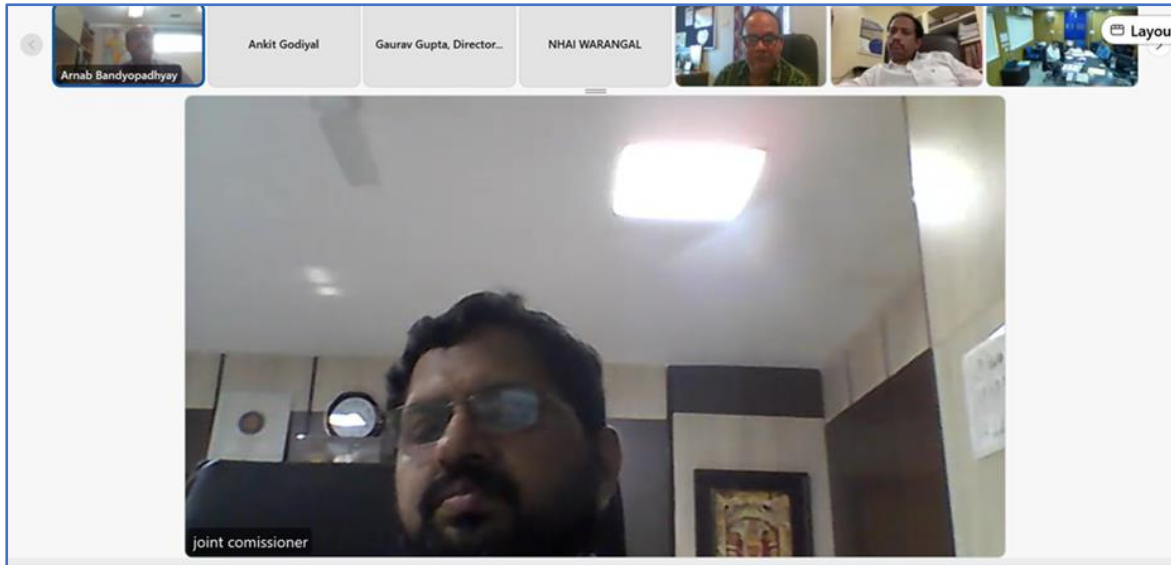 Ankit Godiyal
Gaurav Gupta, Director...
NHAI WARANGAL
Layou
Arnab Bandyopadhyay
joint comissioner